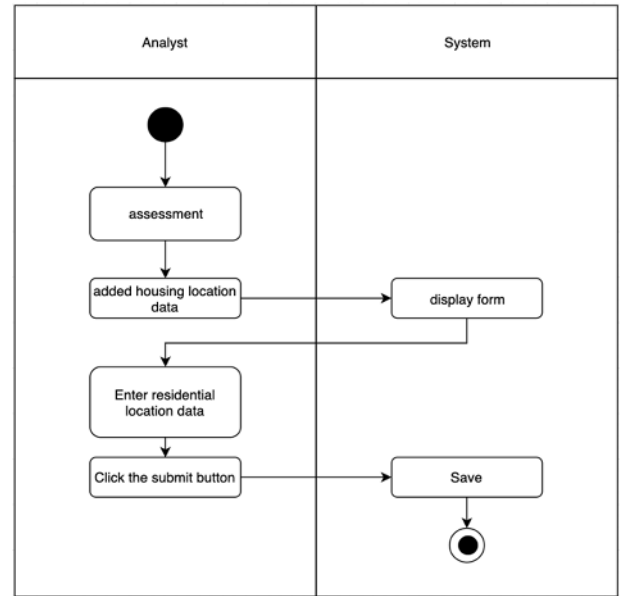 Analyst
System
assessment
added housing location
data
display form
Enter residential
location data
Click the submit button
Save